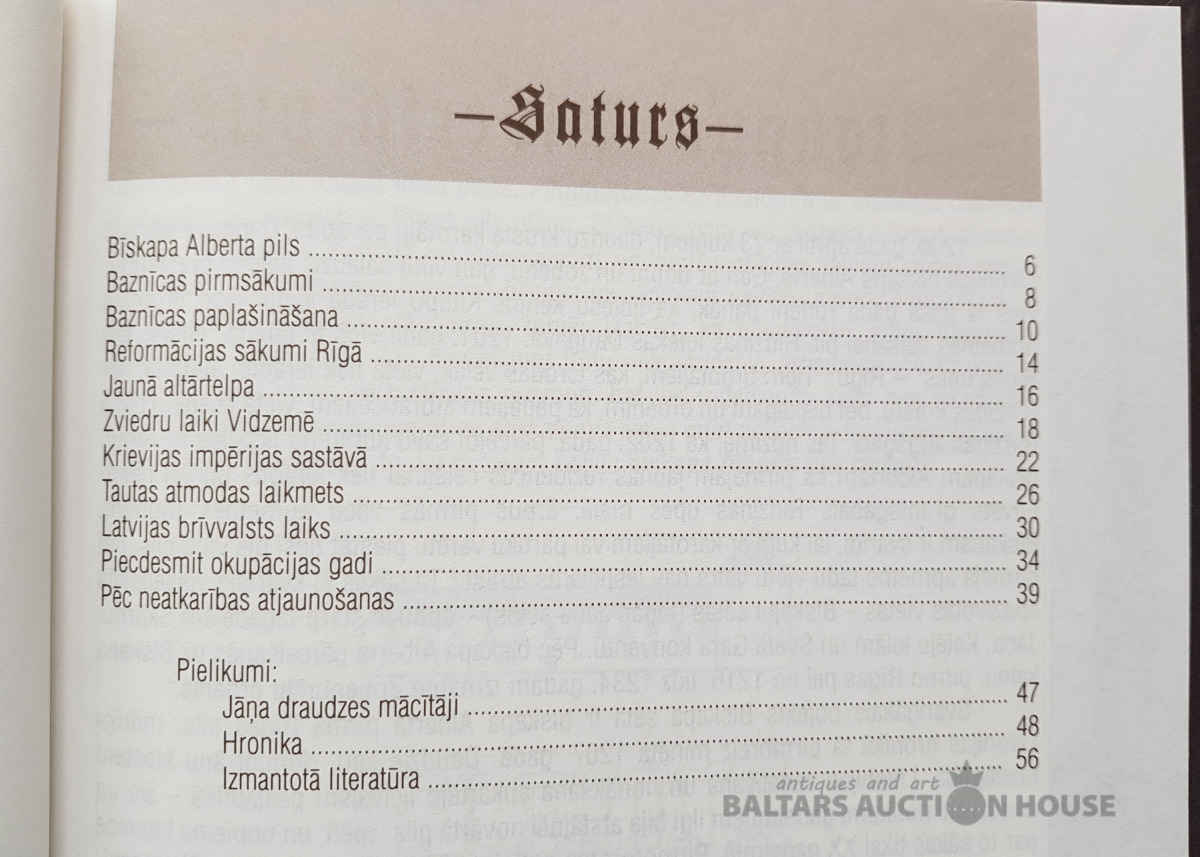 –Saturs–
Bīskapa Alberta pils 6
Baznīcas pirmsākumi 8
Baznīcas paplašināšana 10
Reformācijas sākumi Rīgā 14
Jaunā altārtelpa 16
Zviedru laiki Vidzemē 18
Krievijas impērijas sastāvā 22
Tautas atmodas laikmets 26
Latvijas brīvvalsts laiks 30
Piecdesmit okupācijas gadi 34
Pēc neatkarības atjaunošanas 39
Pielikumi:
Jāņa draudzes mācītāji 47
Hronika 48
Izmantotā literatūra 56
antiques and art
BALTARS AUCTION HOUSE